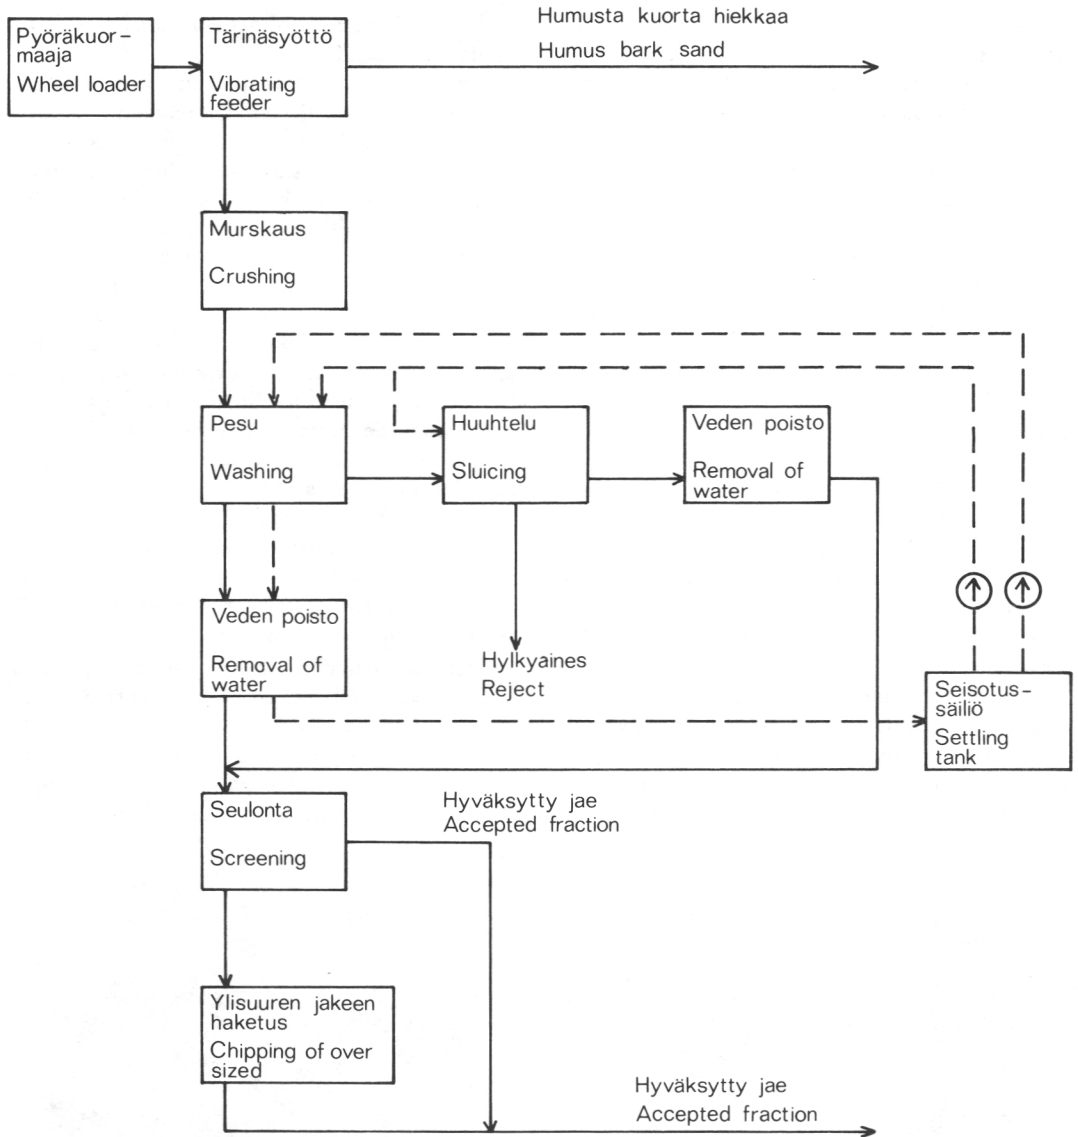 Humusta kuorta hiekkaa
Humus bark sand
Pyöräkuor-
maaja
Wheel loader
Tärinäsyöttö
Vibrating
feeder
Murskaus
Crushing
Pesu
Washing
Huuhtelu
Sluicing
Veden poisto
Removal of
water
Veden poisto
Removal of
water
Hylkyaines
Reject
Seisotus-
säiliö
Settling
tank
Seulonta
Screening
Hyväksytty jae
Accepted fraction
Ylisuuren jakeen
haketus
Chipping of over
sized
Hyväksytty jae
Accepted fraction